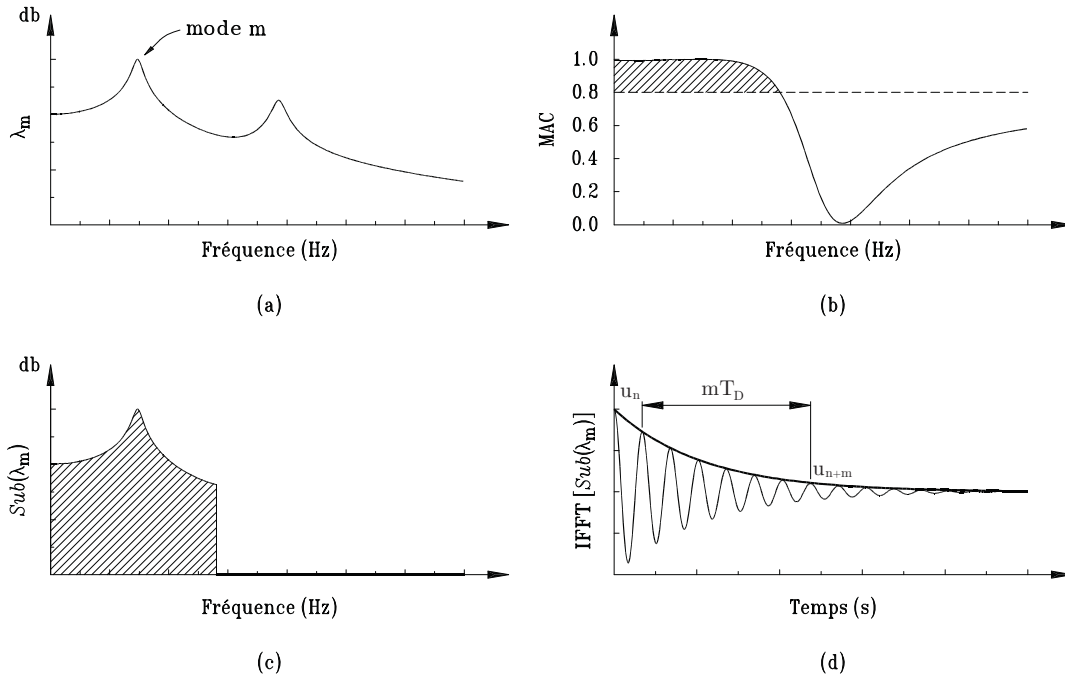 db
mode m
λm
Fréquence (Hz)
(a)
1.0
0.8
0.6
0.4
0.2
0.0
MAC
Fréquence (Hz)
(b)
db
Sub(λm)
Fréquence (Hz)
(c)
un
mTD
un+m
IFFT [Sub(λm)]
Temps (s)
(d)